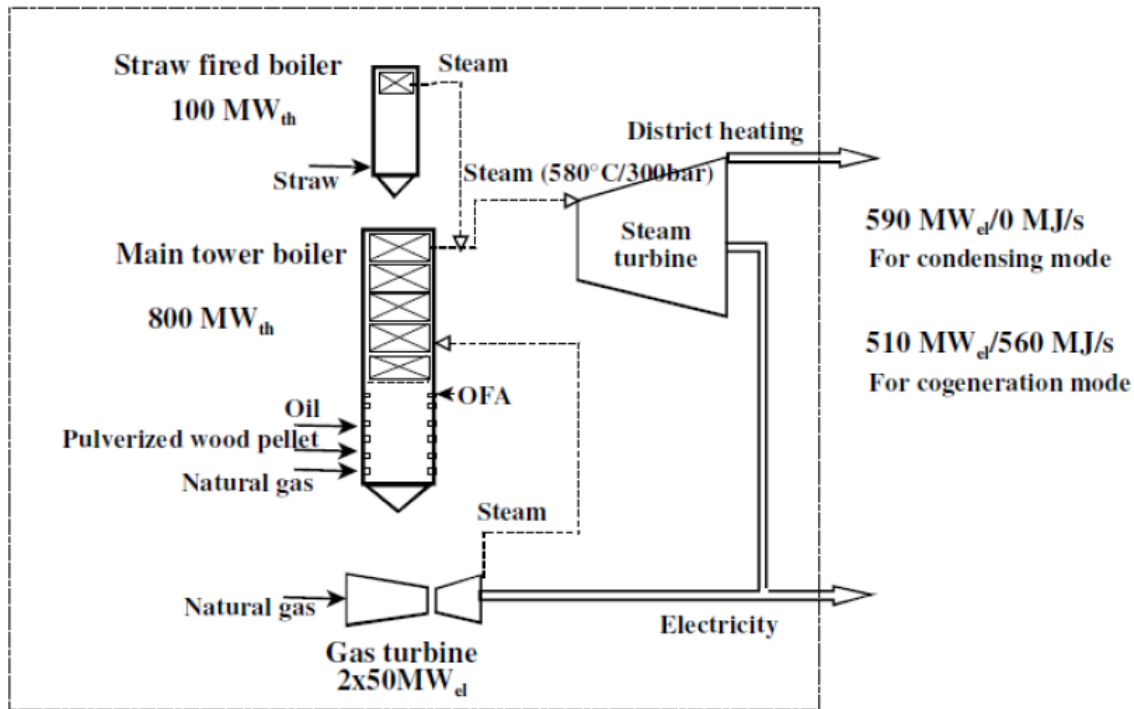 Straw fired boiler
100 MWth
Steam
Straw
District heating
Steam (580°C/300bar)
Steam
turbine
590 MWel/0 MJ/s
For condensing mode
510 MWel/560 MJ/s
For cogeneration mode
Main tower boiler
800 MWth
OFA
Oil
Pulverized wood pellet
Natural gas
Steam
Natural gas
Gas turbine
2x50MWel
Electricity